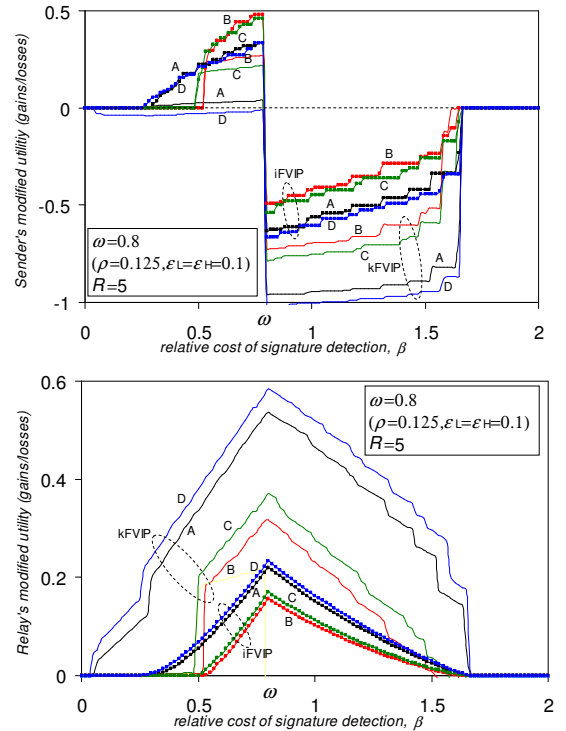 Sender's modified utility (gains/losses)
0.5
0
-0.5
-1
B
C
A
B
D
C
A
D
B
iFVIP
C
A
D
B
C
kFVIP
A
D
ω=0.8
(ρ=0.125,εL=εH=0.1)
R=5
0
0.5
ω
1
1.5
2
relative cost of signature detection, β
Relay's modified utility (gains/losses)
0.6
0.4
0.2
0
ω=0.8
(ρ=0.125,εL=εH=0.1)
R=5
D
A
kFVIP
C
B
D
A
C
B
iFVIP
0
0.5
ω
1
1.5
2
relative cost of signature detection, β